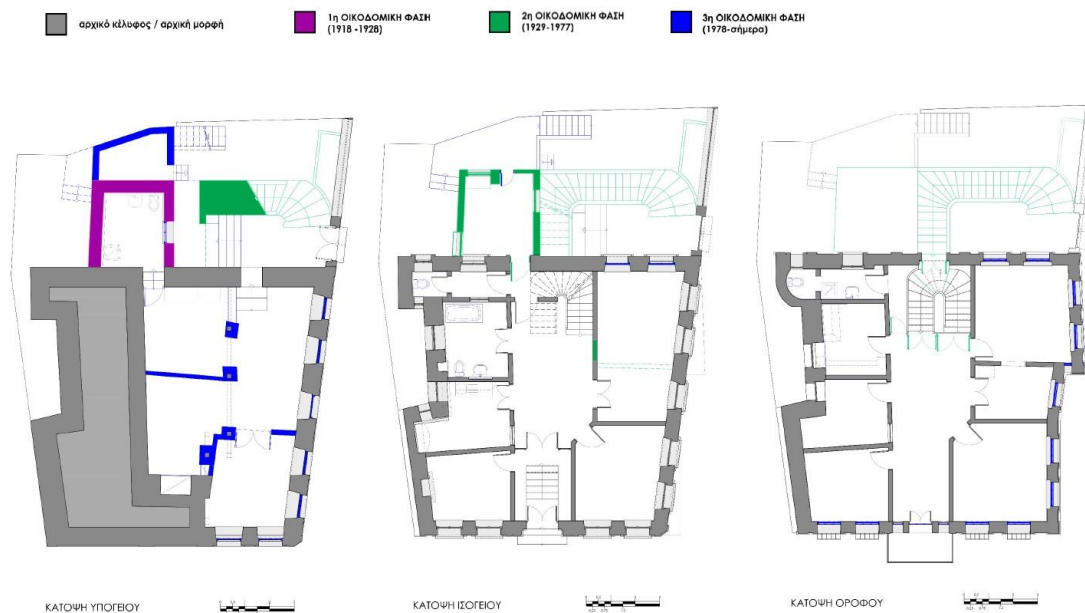 αρχικό κέλυφος / αρχική μορφή
1η ΟΙΚΟΔΟΜΙΚΗ ΦΑΣΗ
(1918 -1928)
2η ΟΙΚΟΔΟΜΙΚΗ ΦΑΣΗ
(1929-1977)
3η ΟΙΚΟΔΟΜΙΚΗ ΦΑΣΗ
(1978-σήμερα)
ΚΑΤΟΨΗ ΥΠΟΓΕΙΟΥ
ΚΑΤΟΨΗ ΙΣΟΓΕΙΟΥ
ΚΑΤΟΨΗ ΟΡΟΦΟΥ